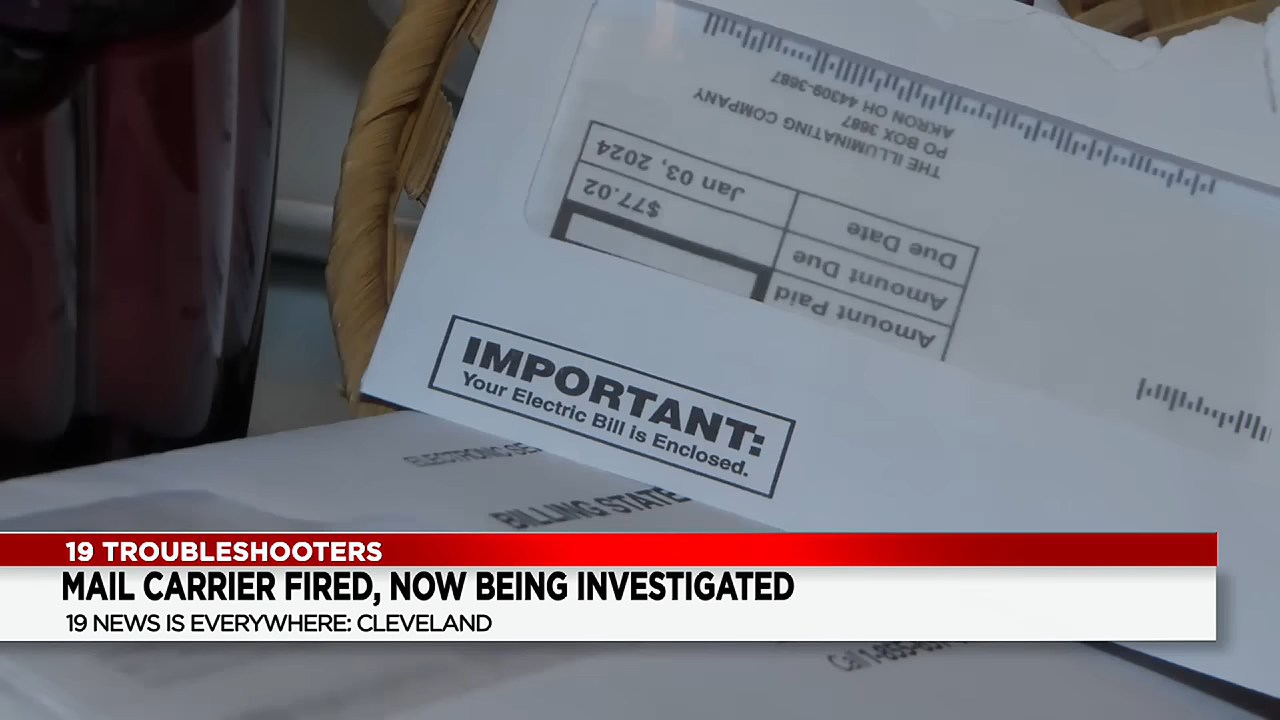 THE ILLUMINATING COMPANY
PO BOX 3687
AKRON OH 44309-3687
Due Date Jan 03, 2024
Amount Due $77.02
Amount Paid
IMPORTANT:
Your Electric Bill is Enclosed.
ELECTRONIC
BILLING
Call
19 TROUBLESHOOTERS
MAIL CARRIER FIRED, NOW BEING INVESTIGATED
19 NEWS IS EVERYWHERE: CLEVELAND